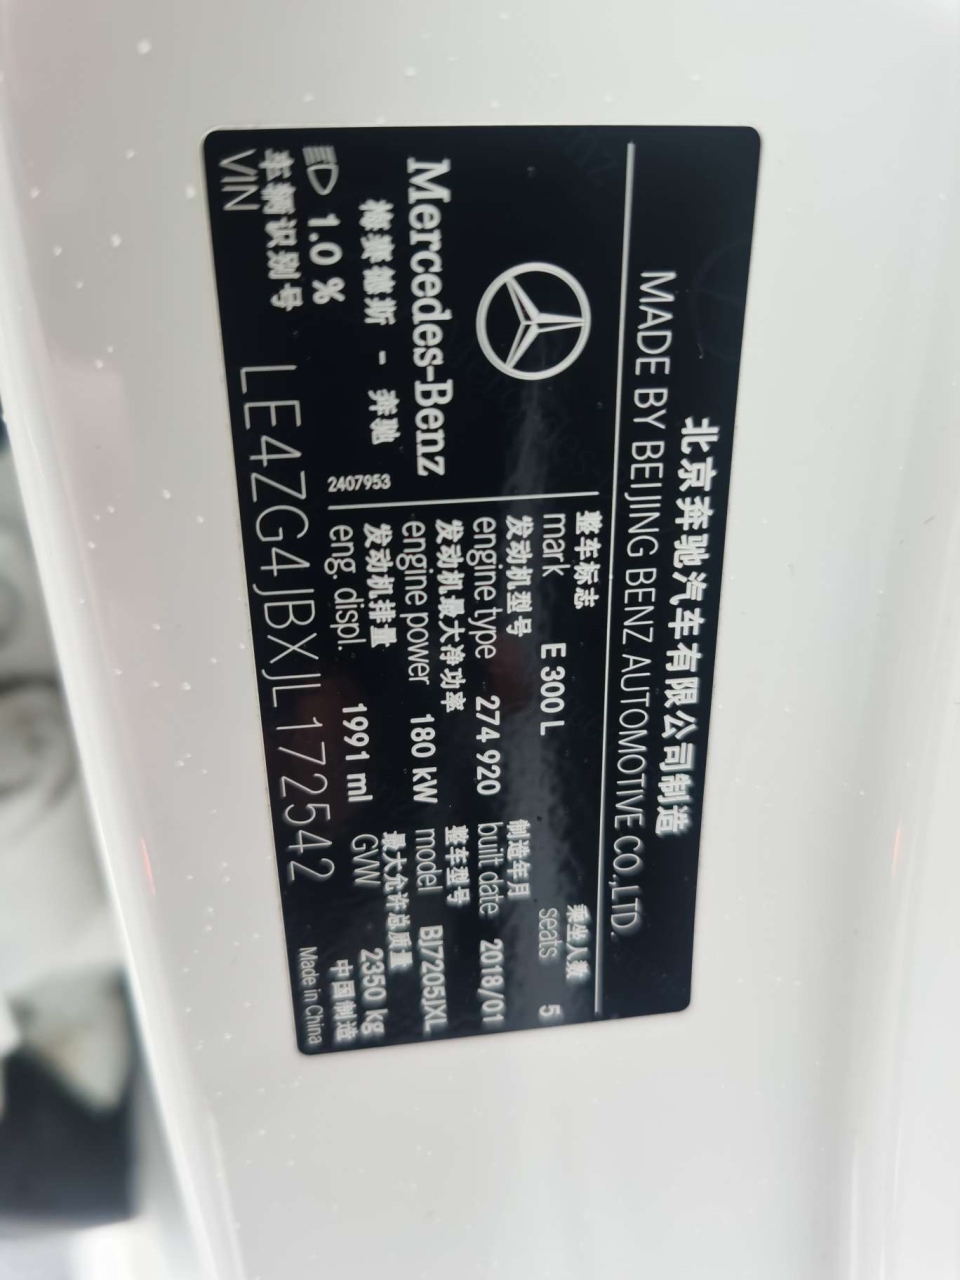 北京奔驰汽车有限公司制造
MADE BY BEIJING BENZ AUTOMOTIVE CO.,LTD.
Mercedes-Benz
梅赛德斯 - 奔驰
1.0 %
2407953
整车标志
mark E 300 L
乘坐人数
seats 5
发动机型号
engine type 274 920
制造年月
built date 2018/01
发动机最大净功率
engine power 180 kW
整车型号
model BJ7205JXL
发动机排量
eng. displ. 1991 ml
最大允许总质量
GVW 2350 kg
车辆识别号
VIN LE4ZG4JBXJL172542
中国制造
Made in China